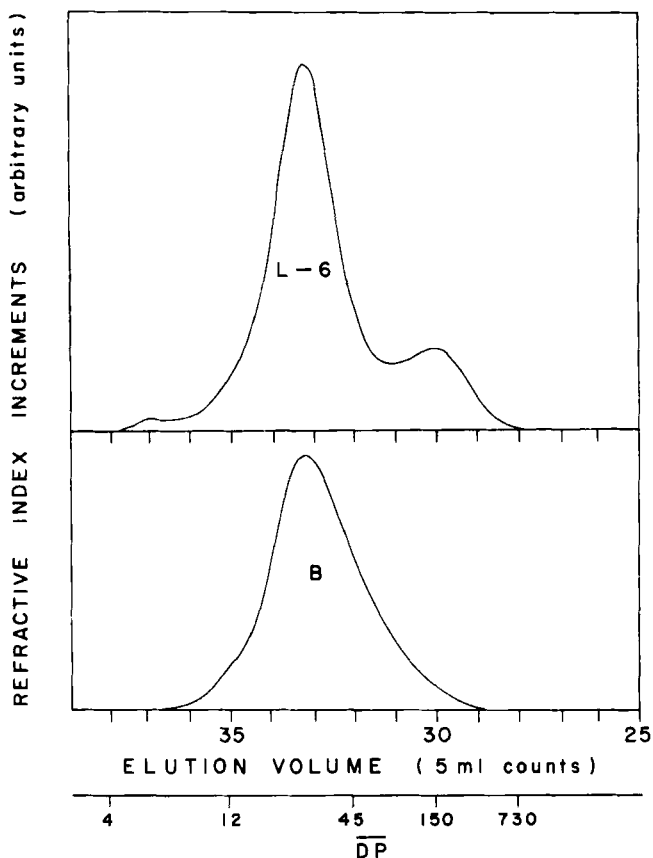 REFRACTIVE INDEX INCREMENTS (arbitrary units)
L-6
B
35 30 25
ELUTION VOLUME (5 ml counts)
4 12 45 150 730
DP